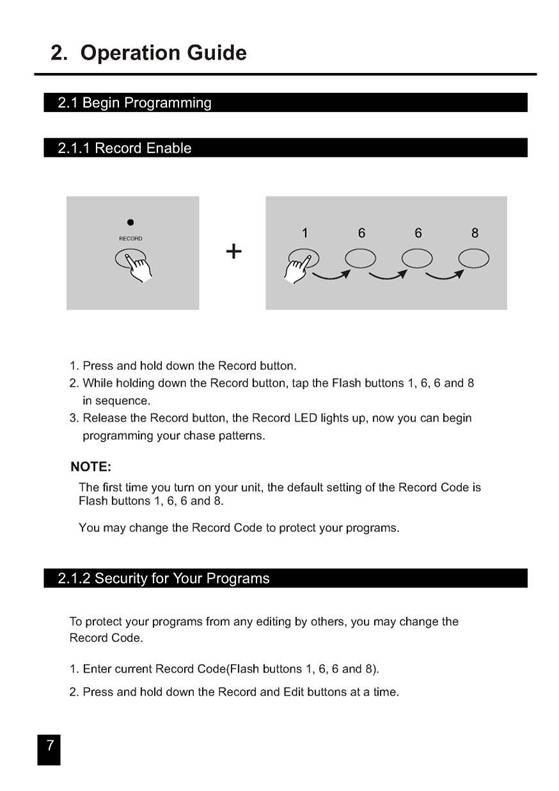 2. Operation Guide
2.1 Begin Programming
2.1.1 Record Enable
RECORD
+
1 6 6 8
1. Press and hold down the Record button.
2. While holding down the Record button, tap the Flash buttons 1, 6, 6 and 8
in sequence.
3. Release the Record button, the Record LED lights up, now you can begin
programming your chase patterns.
NOTE:
The first time you turn on your unit, the default setting of the Record Code is
Flash buttons 1, 6, 6 and 8.
You may change the Record Code to protect your programs.
2.1.2 Security for Your Programs
To protect your programs from any editing by others, you may change the
Record Code.
1. Enter current Record Code(Flash buttons 1, 6, 6 and 8).
2. Press and hold down the Record and Edit buttons at a time.
7